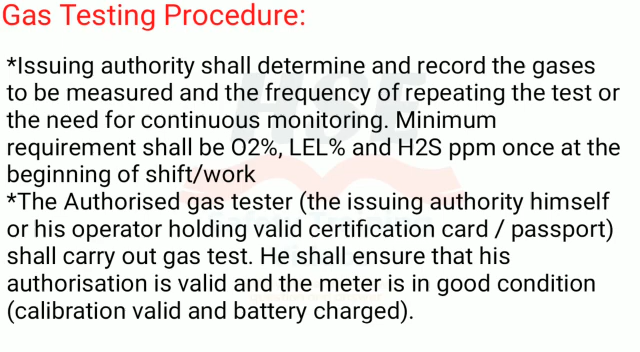 Gas Testing Procedure:
*Issuing authority shall determine and record the gases
to be measured and the frequency of repeating the test or
the need for continuous monitoring. Minimum
requirement shall be O2%, LEL% and H2S ppm once at the
beginning of shift/work
*The Authorised gas tester (the issuing authority himself
or his operator holding valid certification card / passport)
shall carry out gas test. He shall ensure that his
authorisation is valid and the meter is in good condition
(calibration valid and battery charged).